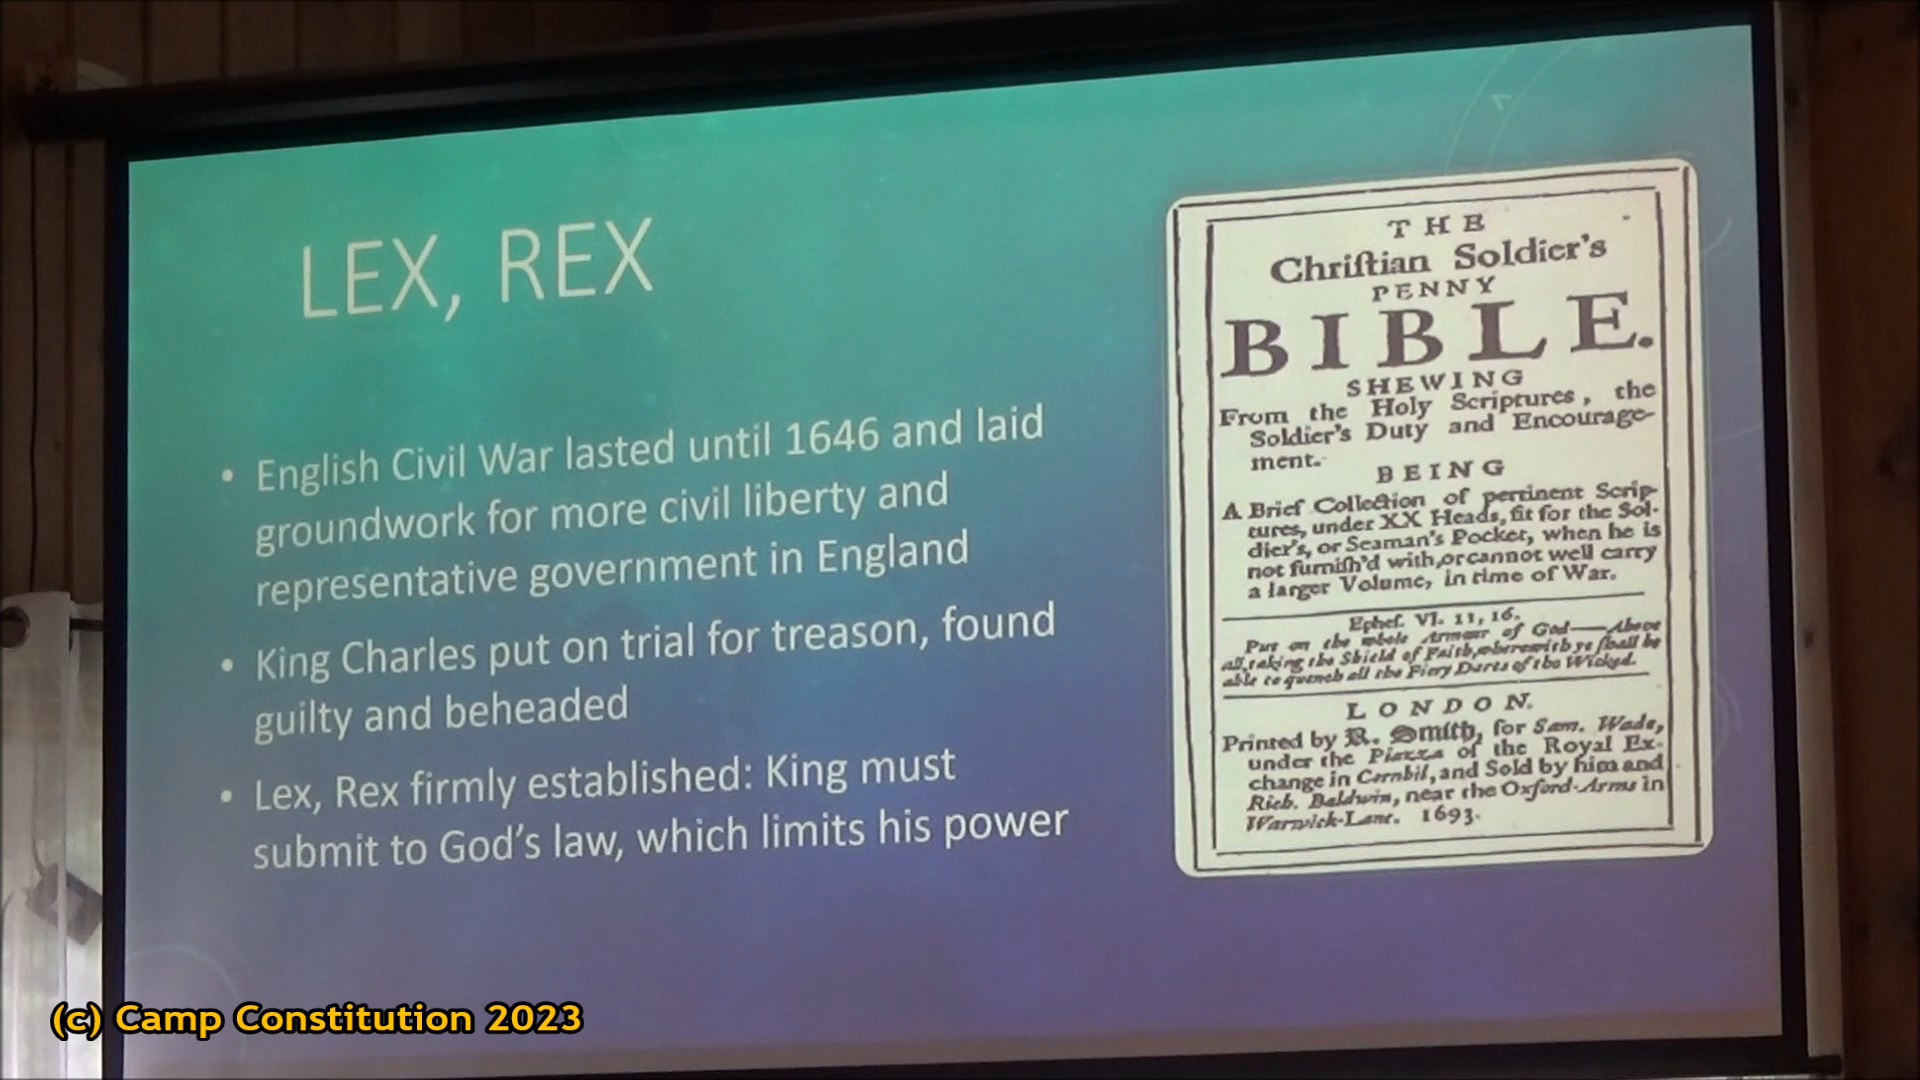 LEX, REX
• English Civil War lasted until 1646 and laid
groundwork for more civil liberty and
representative government in England
• King Charles put on trial for treason, found
guilty and beheaded
• Lex, Rex firmly established: King must
submit to God's law, which limits his power
THE
Chriſtian Soldier's
PENNY
BIBLE.
SHEWING
From the Holy Scriptures, the
Soldier's Duty and Encourage-
ment.
BEING
A Brief Collection of pertinent Scrip-
tures, under XX Heads, fit for the Sol-
dier's, or Seaman's Pocket, when he is
not furniſh'd with, or cannot well carry
a larger Volume, in time of War.
Epheſ. VI. 11, 16.
Put on the whole Armour of God—Above
all, taking the Shield of Faith, wherewith ye ſhall be
able to quench all the Fiery Darts of the Wicked.
LONDON.
Printed by R. Smith, for Sam. Wade,
under the Piazza of the Royal Ex-
change in Cornhil, and Sold by him and
Rich. Baldwin, near the Oxford-Arms in
Warwick-Lane. 1693.
(c) Camp Constitution 2023